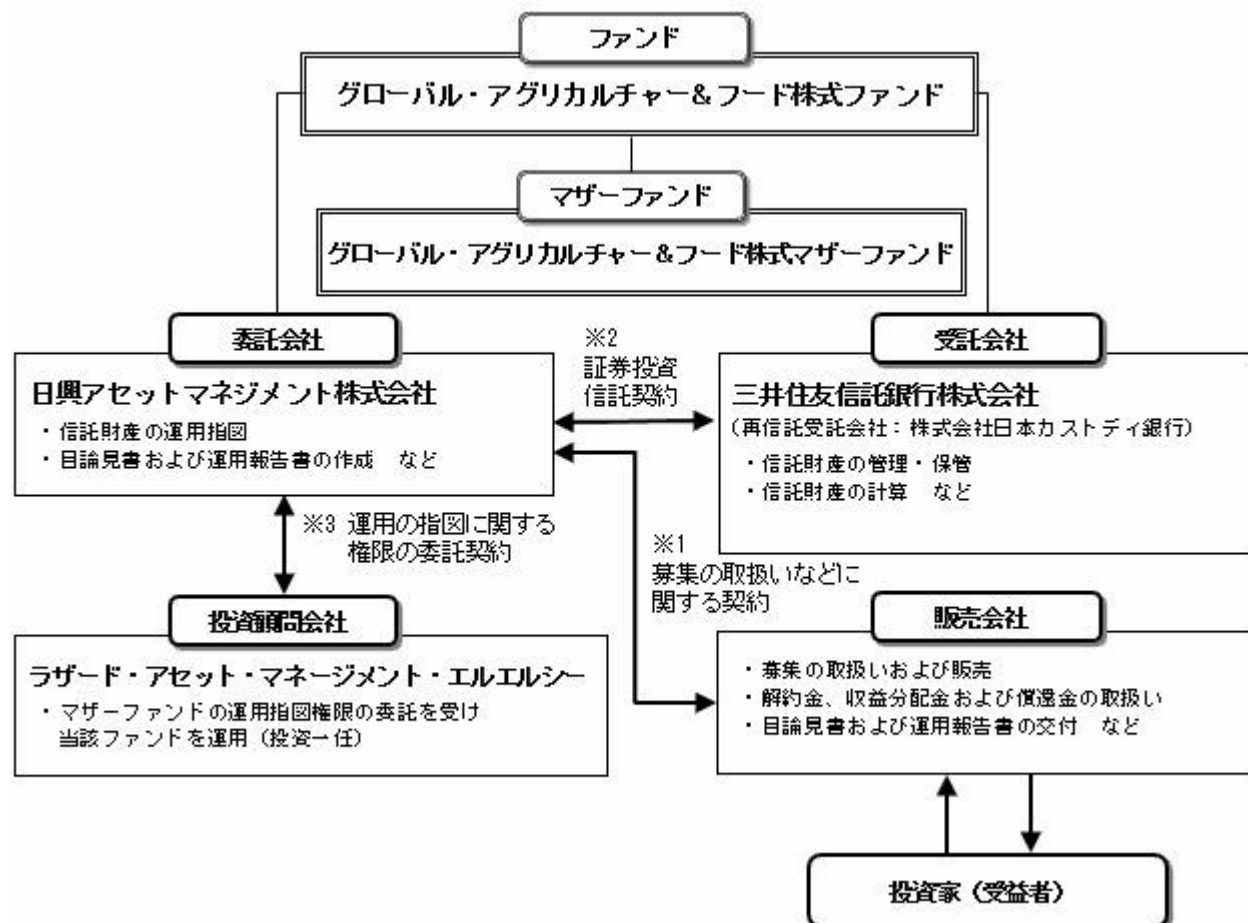 ファンド
グローバル・アグリカルチャー&フード株式ファンド
マザーファンド
グローバル・アグリカルチャー&フード株式マザーファンド
委託会社
日興アセットマネジメント株式会社
・信託財産の運用指図
・目論見書および運用報告書の作成 など
※2
証券投資
信託契約
受託会社
三井住友信託銀行株式会社
(再信託受託会社:株式会社日本カストディ銀行)
・信託財産の管理・保管
・信託財産の計算 など
※3 運用の指図に関する
権限の委託契約
※1
募集の取扱いなどに
関する契約
投資顧問会社
ラザード・アセット・マネージメント・エルエルシー
・マザーファンドの運用指図権限の委託を受け
当該ファンドを運用(投資一任)
販売会社
・募集の取扱いおよび販売
・解約金、収益分配金および償還金の取扱い
・目論見書および運用報告書の交付 など
投資家(受益者)